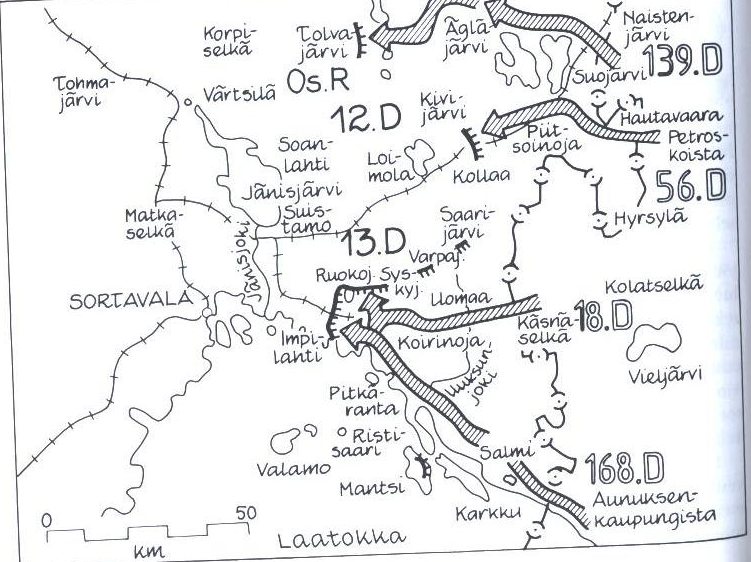 Naisten-
järvi
139.D
Suojärvi
Äglä-
järvi
Tolva-
järvi
Korpi-
selkä
Os.R
Tohma-
järvi
Värtsilä
12.D
Kivi-
järvi
Hautavaara
Piit-
soinoja
Petros-
koista
Soan-
lahti
Loi-
mola
Kollaa
56.D
Jänisjärvi
Suis-
tamo
Matka-
selkä
Hyrsylä
Saari-
järvi
Jänisjoki
13.D
Varpaj.
Ruokoj.
Sys-
kyj.
SORTAVALA
Uomaa
Kolatselkä
Käsnä-
selkä
18.D
Impi-
lahti
Koirinoja
Uuksun-
joki
Vieljärvi
Pitkä-
ranta
Risti-
saari
Valamo
Salmi
168.D
Mantsi
Karkku
Aunuksen-
kaupungista
0 50
km
Laatokka